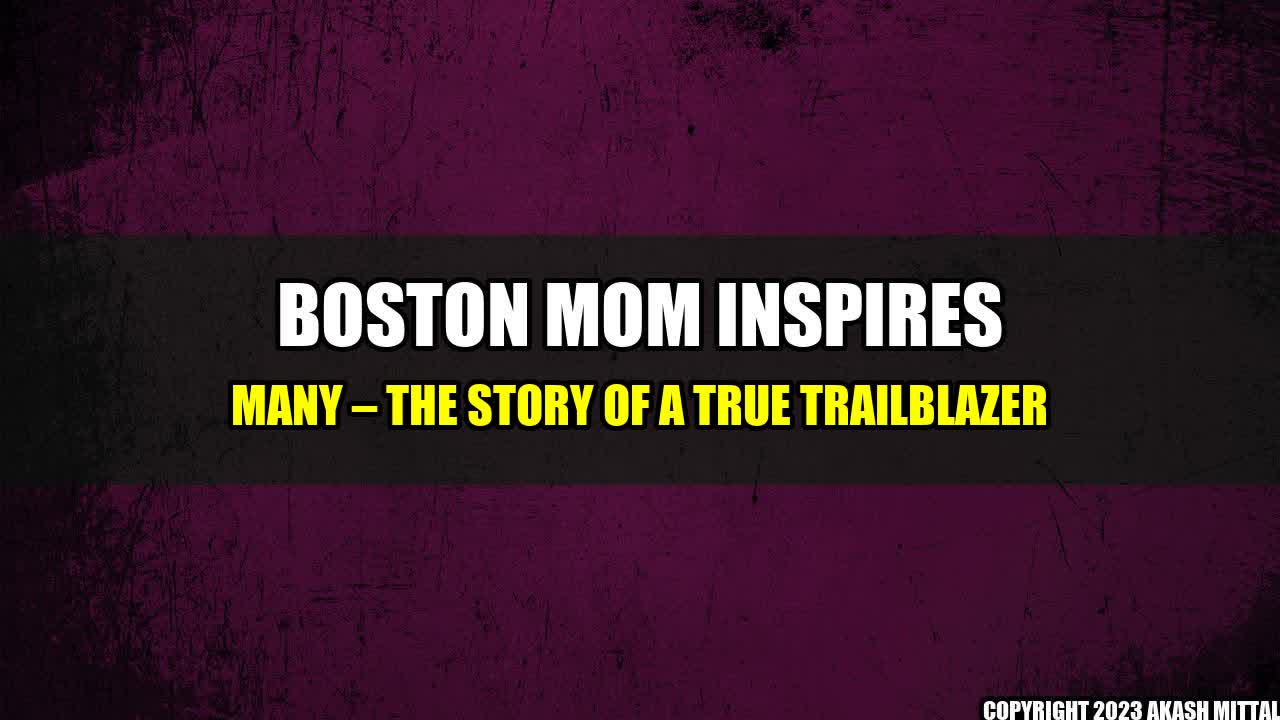 BOSTON MOM INSPIRES
MANY – THE STORY OF A TRUE TRAILBLAZER
COPYRIGHT 2023 AKASH MITTAL